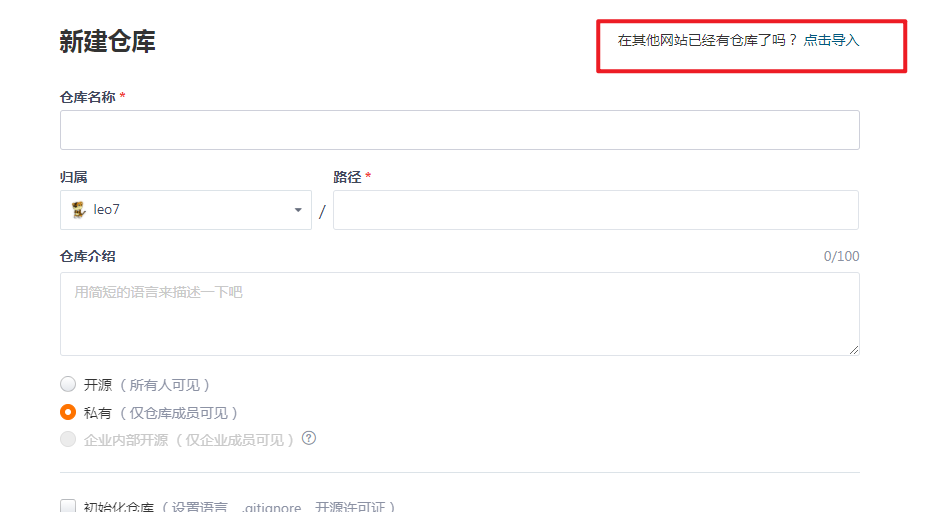 新建仓库
在其他网站已经有仓库了吗？ 点击导入
仓库名称 *
归属
路径 *
leo7
/
仓库介绍
0/100
用简短的语言来描述一下吧
开源（所有人可见）
私有（仅仓库成员可见）
企业内部开源（仅企业成员可见） ?
初始化仓库（设置语言、.gitignore、开源许可证）